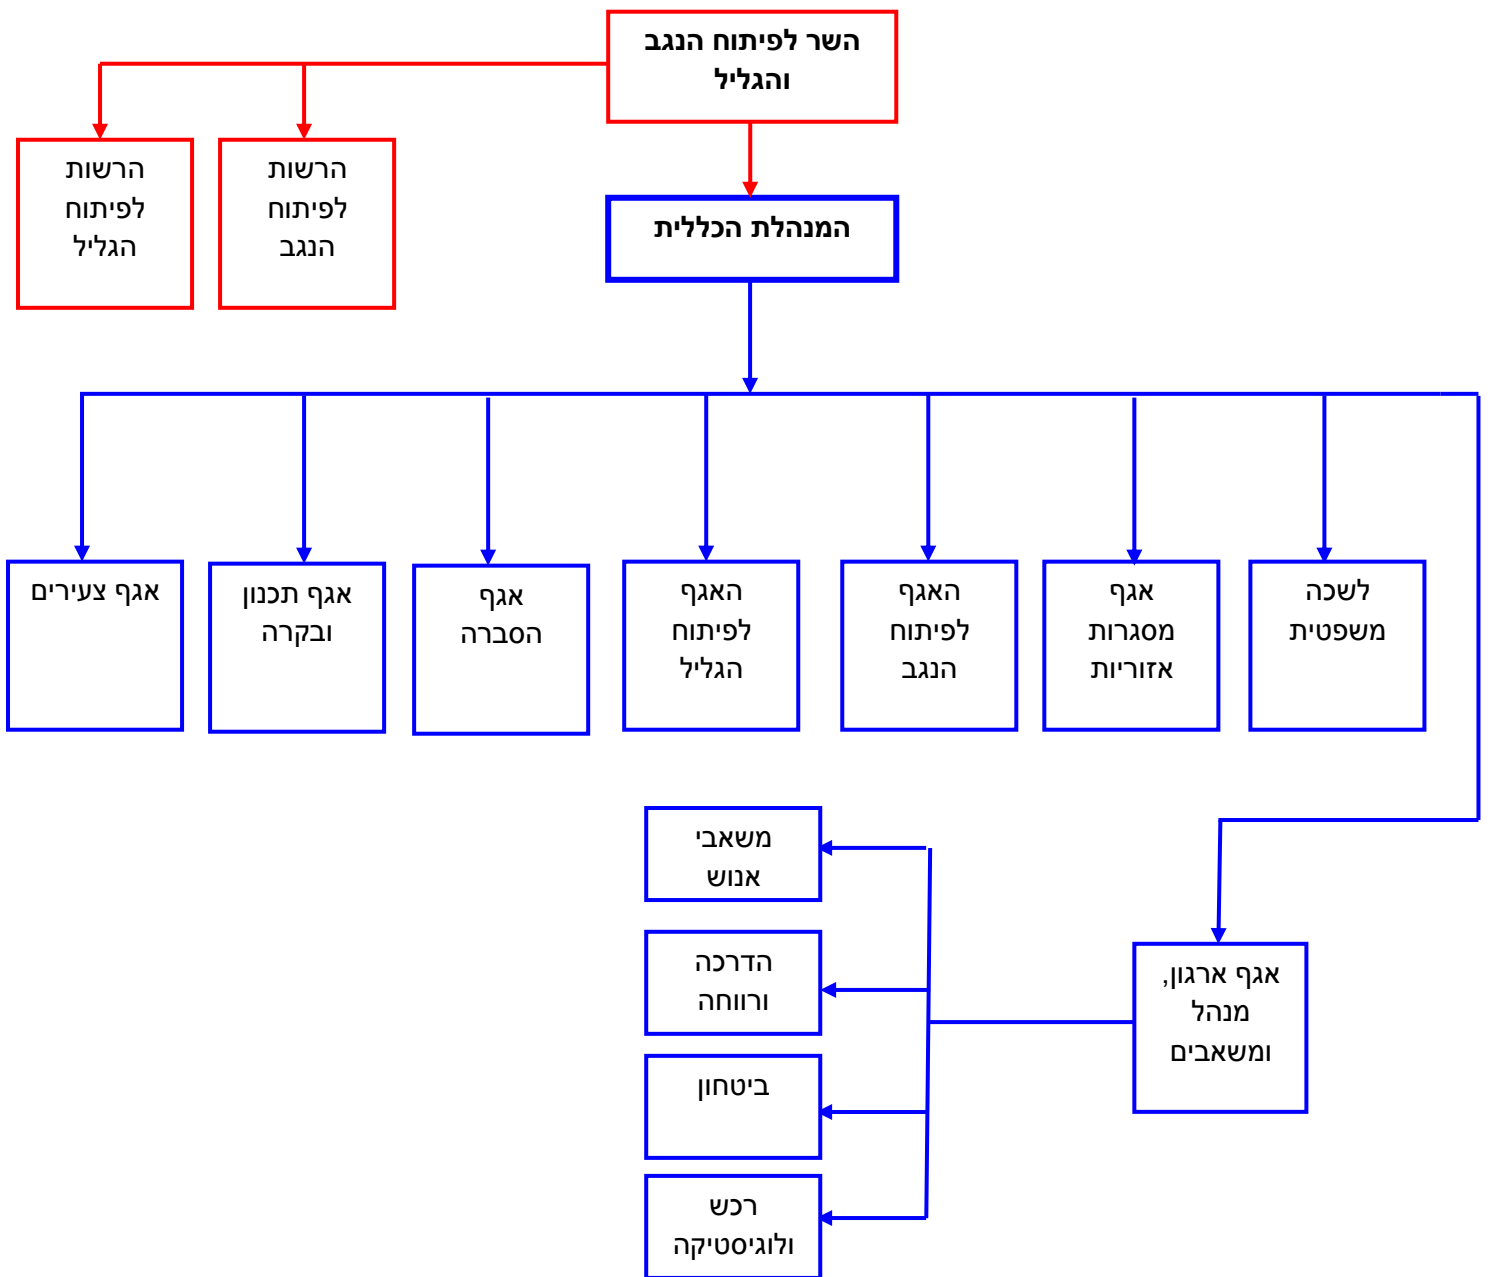 השר לפיתוח הנגב
והגליל
הרשות
לפיתוח
הנגב
הרשות
לפיתוח
הגליל
המנהלת הכללית
לשכה
משפטית
אגף
מסגרות
אזוריות
האגף
לפיתוח
הנגב
האגף
לפיתוח
הגליל
אגף
הסברה
אגף תכנון
ובקרה
אגף צעירים
אגף ארגון,
מנהל
ומשאבים
משאבי
אנוש
הדרכה
ורווחה
ביטחון
רכש
ולוגיסטיקה